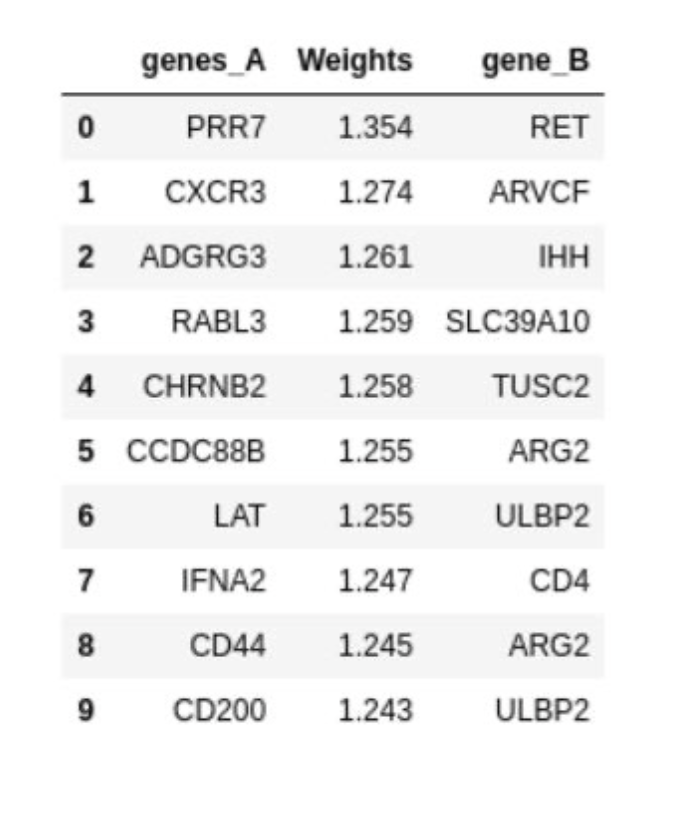 genes_A Weights gene_B
0 PRR7 1.354 RET
1 CXCR3 1.274 ARVCF
2 ADGRG3 1.261 IHH
3 RABL3 1.259 SLC39A10
4 CHRNB2 1.258 TUSC2
5 CCDC88B 1.255 ARG2
6 LAT 1.255 ULBP2
7 IFNA2 1.247 CD4
8 CD44 1.245 ARG2
9 CD200 1.243 ULBP2